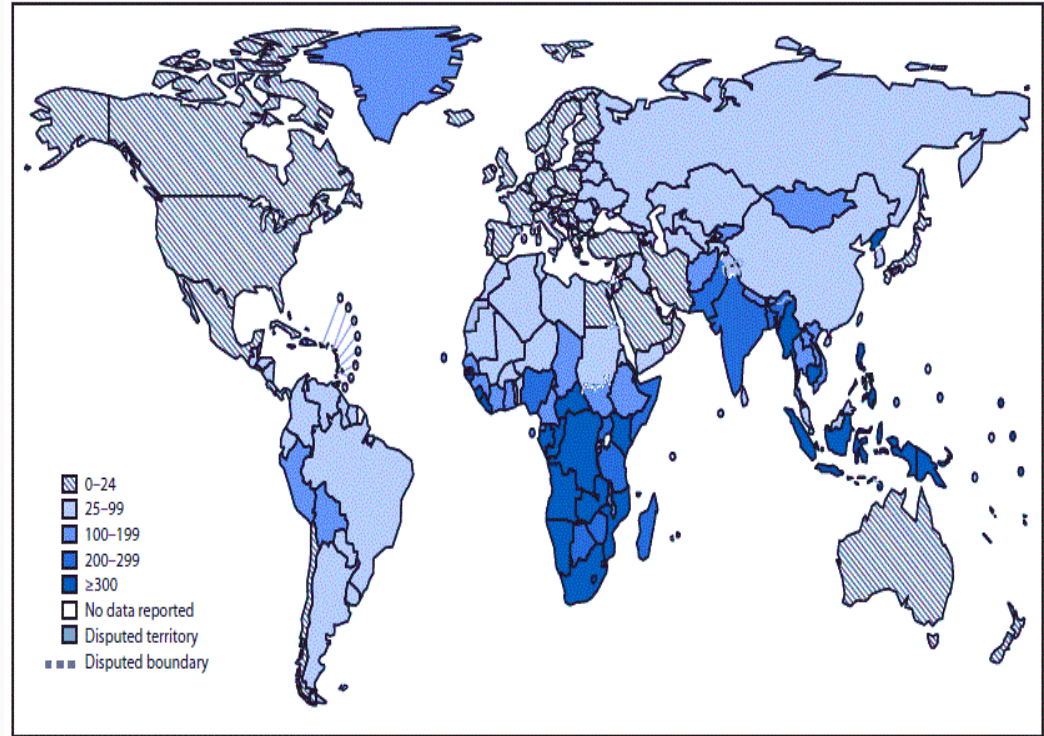 0–24
25–99
100–199
200–299
≥300
No data reported
Disputed territory
Disputed boundary